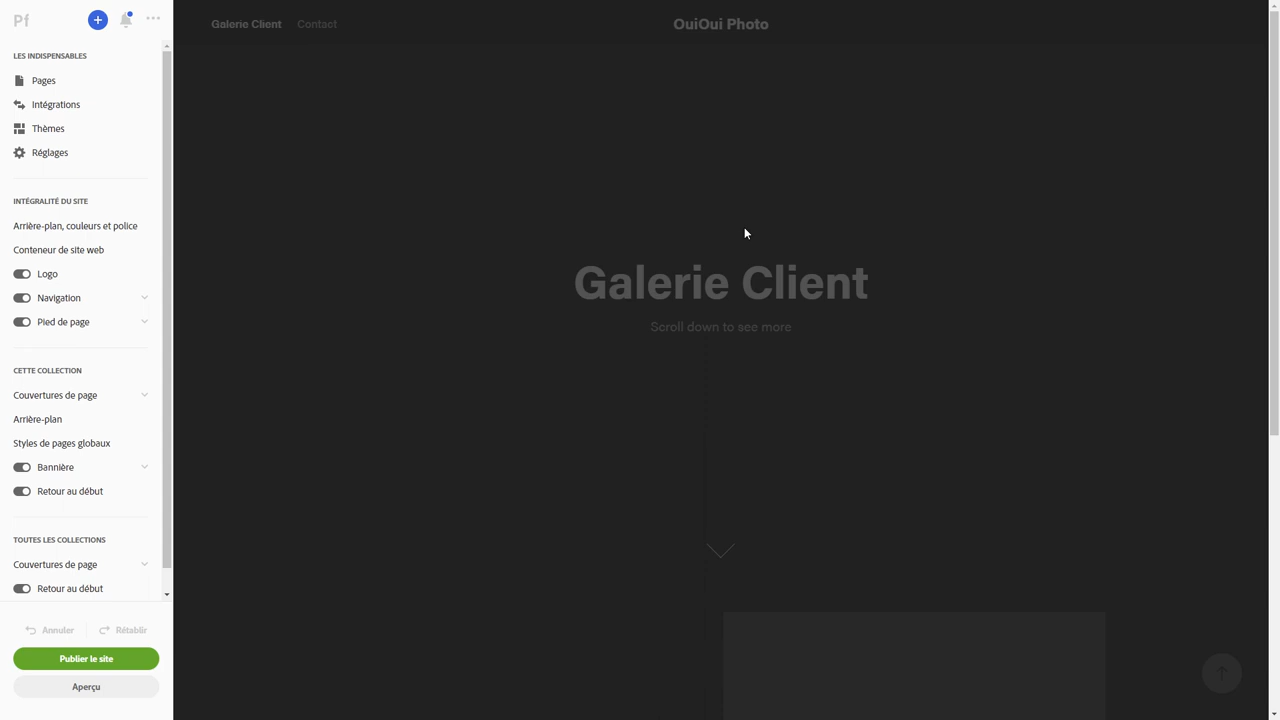 Pf
LES INDISPENSABLES
Pages
Intégrations
Thèmes
Réglages
INTÉGRALITÉ DU SITE
Arrière-plan, couleurs et police
Conteneur de site web
Logo
Navigation
Pied de page
CETTE COLLECTION
Couvertures de page
Arrière-plan
Styles de pages globaux
Bannière
Retour au début
TOUTES LES COLLECTIONS
Couvertures de page
Retour au début
Annuler
Rétablir
Publier le site
Aperçu
Galerie Client
Contact
OuiOui Photo
Galerie Client
Scroll down to see more